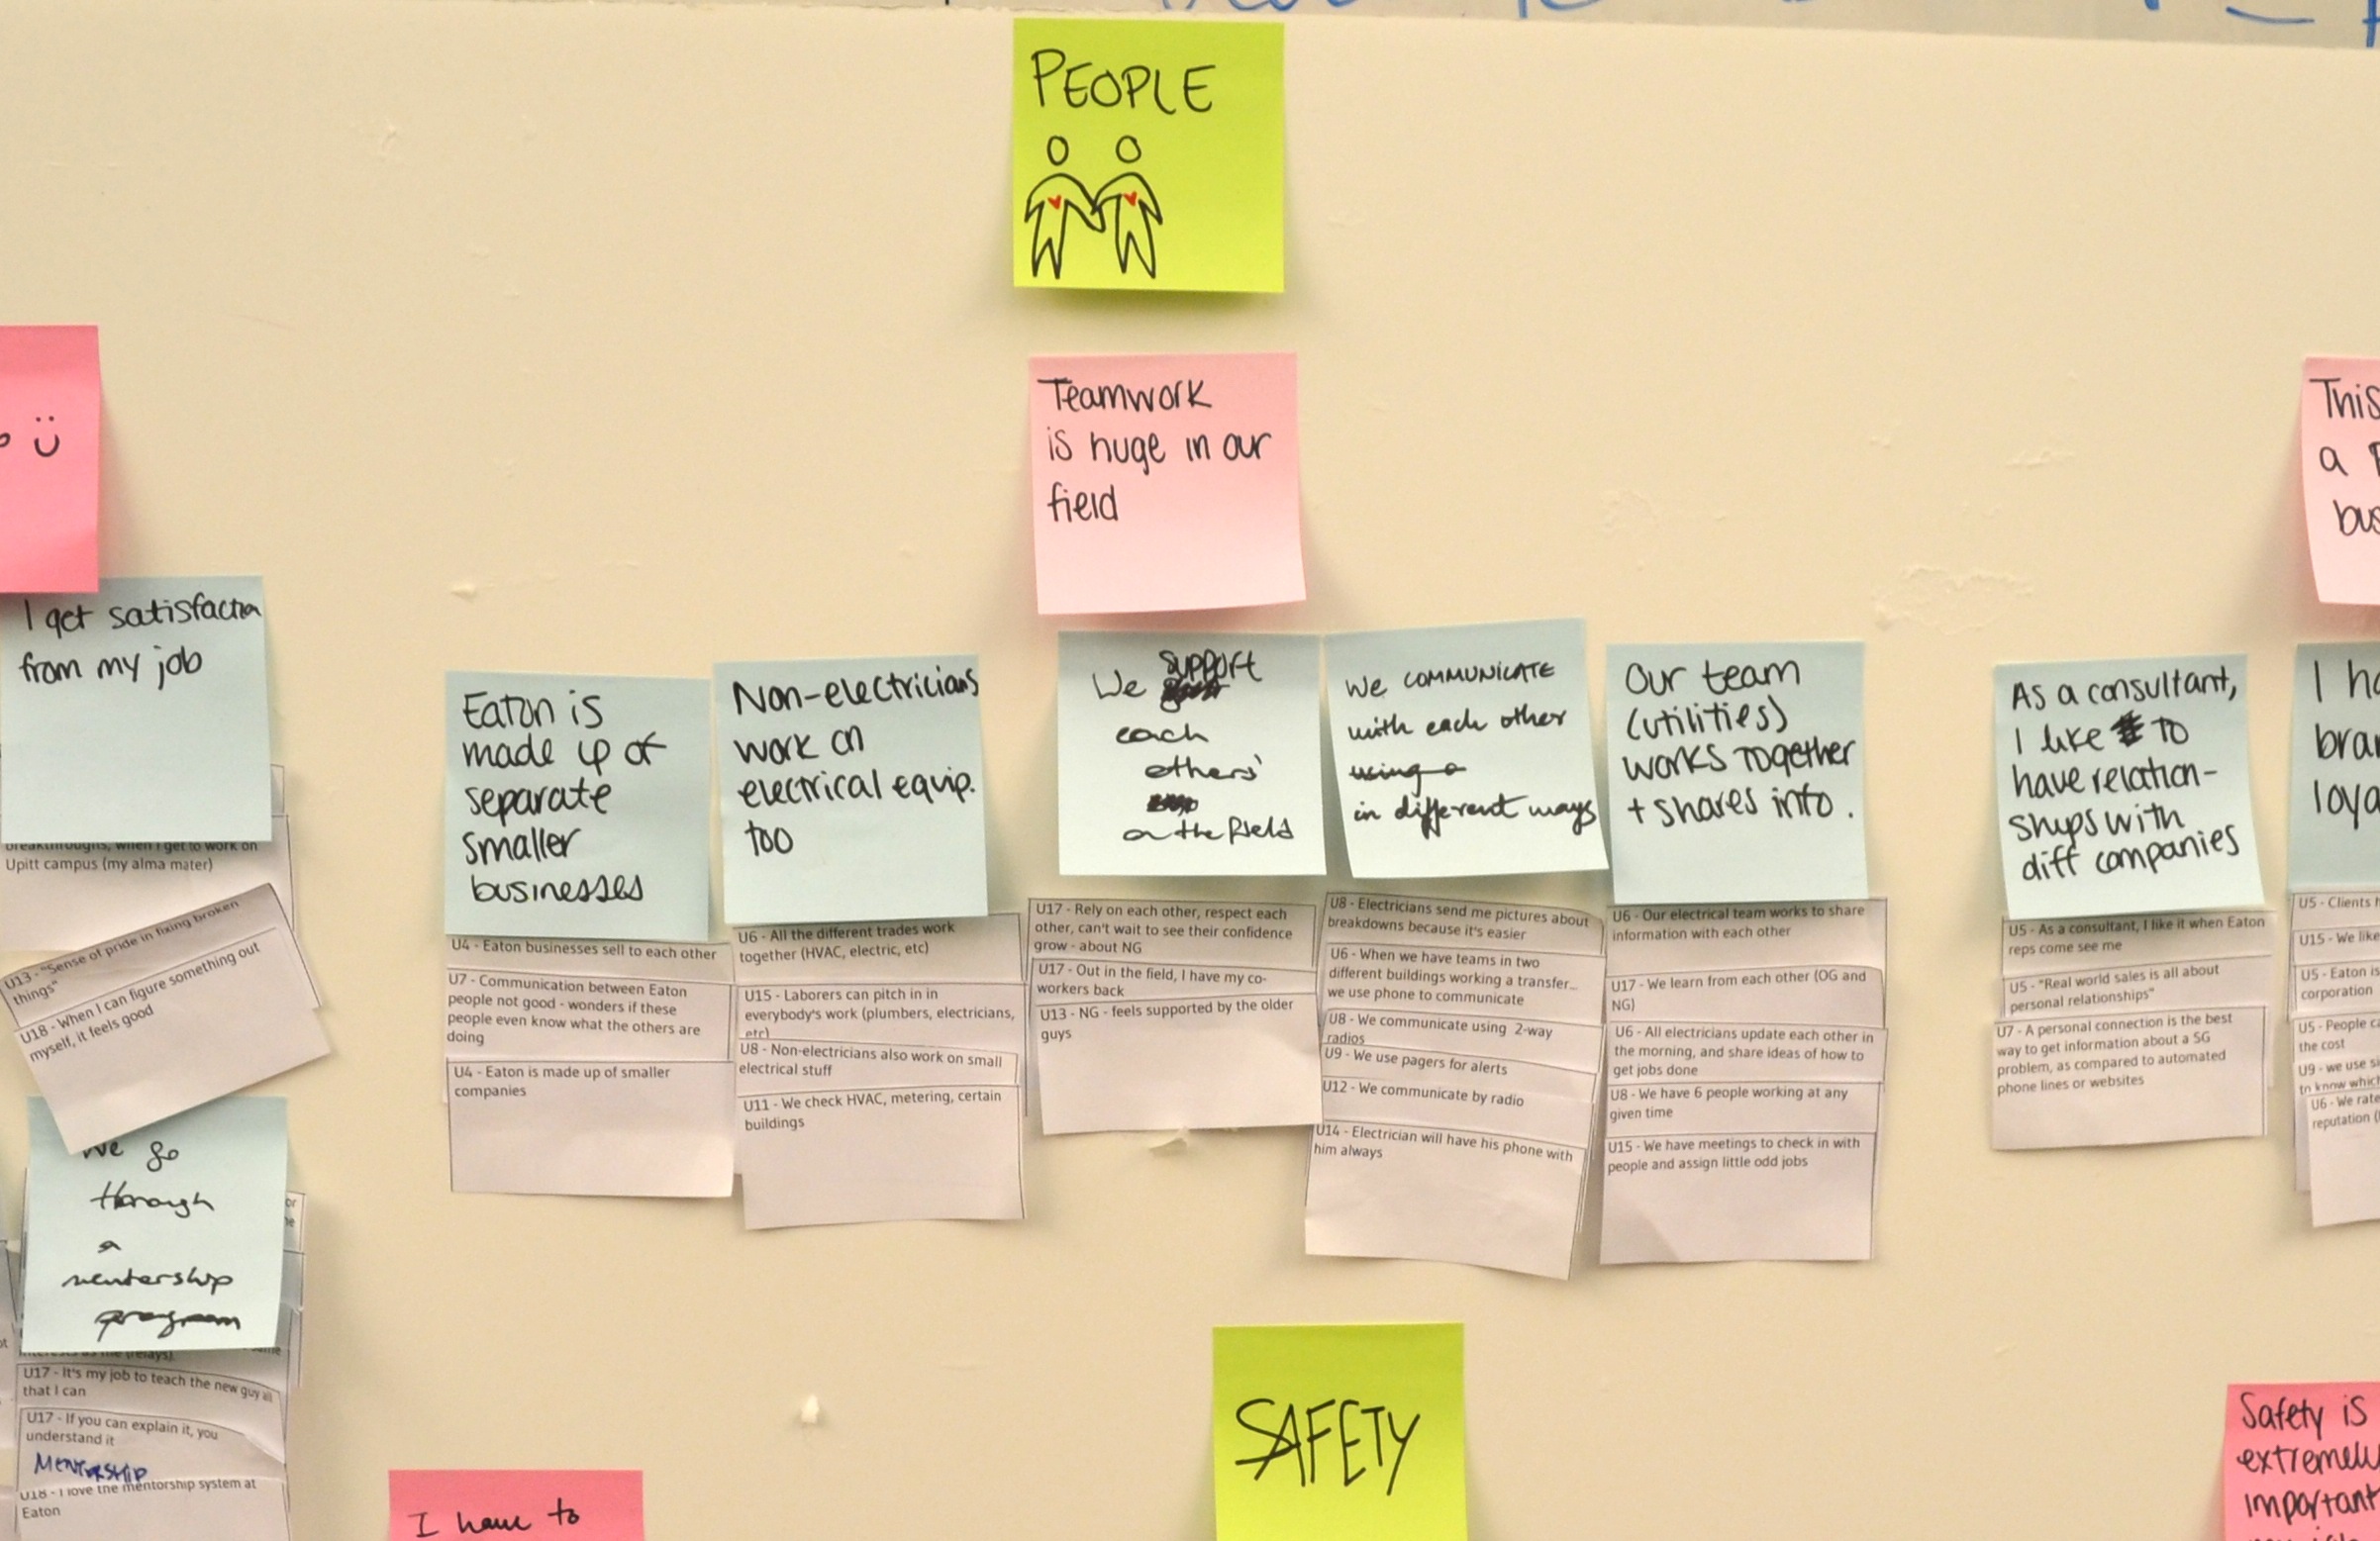 PEOPLE
Teamwork
is huge in our
field
I get satisfaction
from my job
Upitt campus (my alma mater)
U13 - "Sense of pride in fixing broken
things"
U18 - When I can figure something out
myself, it feels good
We go
through
a
mentorship
program
U17 - It's my job to teach the new guy all
that I can
U17 - If you can explain it, you
understand it
MENTORSHIP
U18 - I love the mentorship system at
Eaton
Eaton is
made up of
separate
smaller
businesses
U4 - Eaton businesses sell to each other
U7 - Communication between Eaton
people not good - wonders if these
people even know what the others are
doing
U4 - Eaton is made up of smaller
companies
Non-electricians
work on
electrical equip.
too
U6 - All the different trades work
together (HVAC, electric, etc)
U15 - Laborers can pitch in in
everybody's work (plumbers, electricians,
etc)
U8 - Non-electricians also work on small
electrical stuff
U11 - We check HVAC, metering, certain
buildings
We support
each
others'
on the field
U17 - Rely on each other, respect each
other, can't wait to see their confidence
grow - about NG
U17 - Out in the field, I have my co-
workers back
U13 - NG - feels supported by the older
guys
We COMMUNICATE
with each other
using a
in different ways
U8 - Electricians send me pictures about
breakdowns because it's easier
U6 - When we have teams in two
different buildings working a transfer...
we use phone to communicate
U8 - We communicate using 2-way
radios
U9 - We use pagers for alerts
U12 - We communicate by radio
U14 - Electrician will have his phone with
him always
Our team
(utilities)
works together
+ shares info.
U6 - Our electrical team works to share
information with each other
U17 - We learn from each other (OG and
NG)
U6 - All electricians update each other in
the morning, and share ideas of how to
get jobs done
U8 - We have 6 people working at any
given time
U15 - We have meetings to check in with
people and assign little odd jobs
As a consultant,
I like to
have relation-
ships with
diff companies
U5 - As a consultant, I like it when Eaton
reps come see me
U5 - "Real world sales is all about
personal relationships"
U7 - A personal connection is the best
way to get information about a SG
problem, as compared to automated
phone lines or websites
This
a
bus
I ha
bran
loya
U5 - Clients
U15 - We like
U5 - Eaton is
corporation
U5 - People ca
the cost
U9 - we use si
to know which
U6 - We rate
reputation
I have to
SAFETY
Safety is
extremely
important